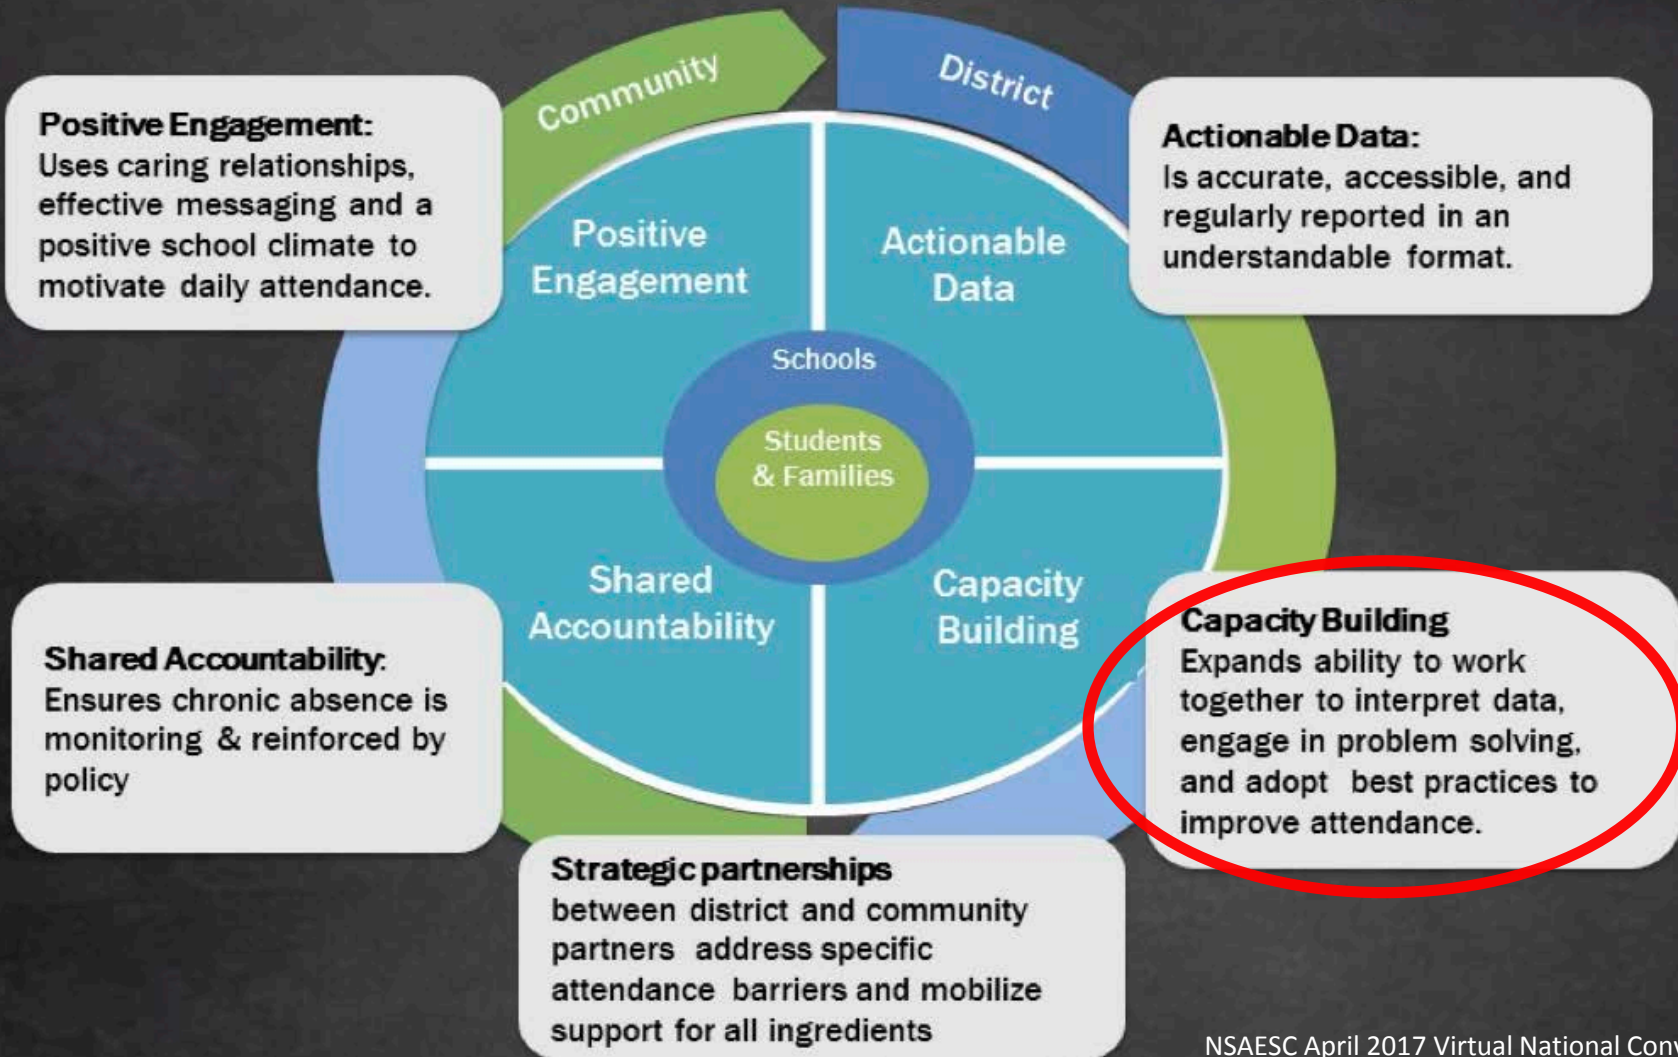 Community
District
Positive Engagement:
Uses caring relationships,
effective messaging and a
positive school climate to
motivate daily attendance.
Actionable Data:
Is accurate, accessible, and
regularly reported in an
understandable format.
Positive
Engagement
Actionable
Data
Schools
Students
& Families
Shared
Accountability
Capacity
Building
Shared Accountability:
Ensures chronic absence is
monitoring & reinforced by
policy
Capacity Building
Expands ability to work
together to interpret data,
engage in problem solving,
and adopt best practices to
improve attendance.
Strategic partnerships
between district and community
partners address specific
attendance barriers and mobilize
support for all ingredients
NSAESC April 2017 Virtual National Conv